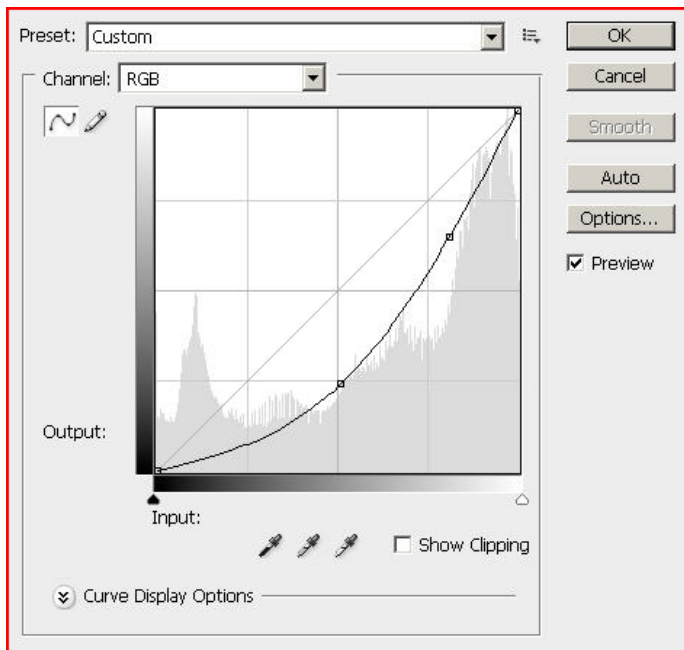 Preset: Custom OK
Channel: RGB Cancel
Smooth
Auto
Options...
Preview
Output:
Input:
Show Clipping
Curve Display Options